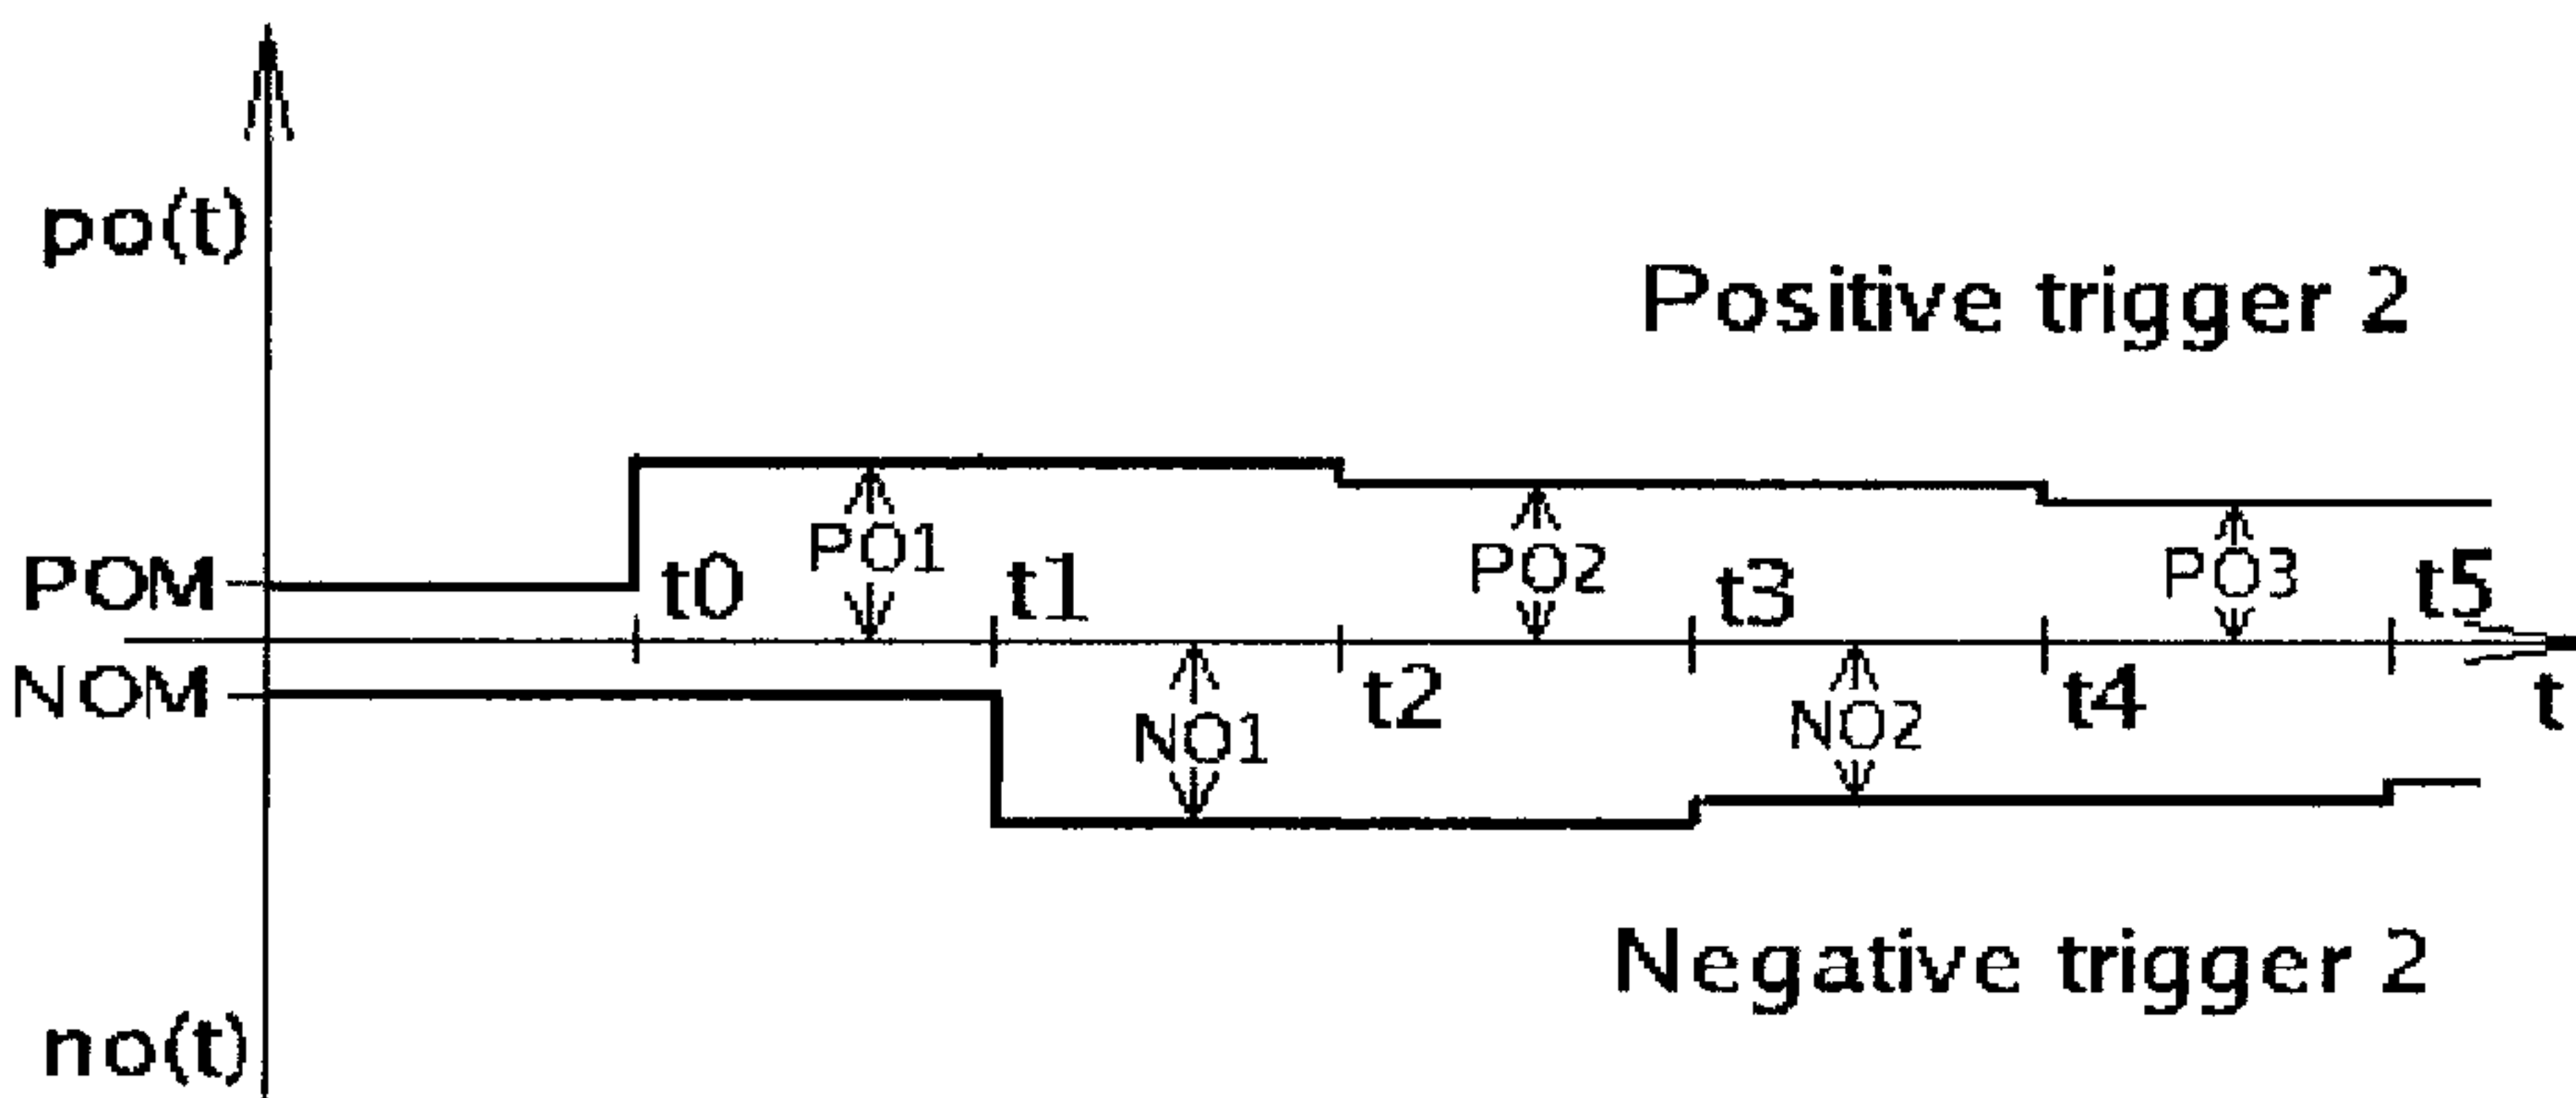 po(t)
Positive trigger 2
POM
t0
PO1
t1
PO2
t3
PO3
t5
NOM
NO1
t2
NO2
t4
t
Negative trigger 2
no(t)